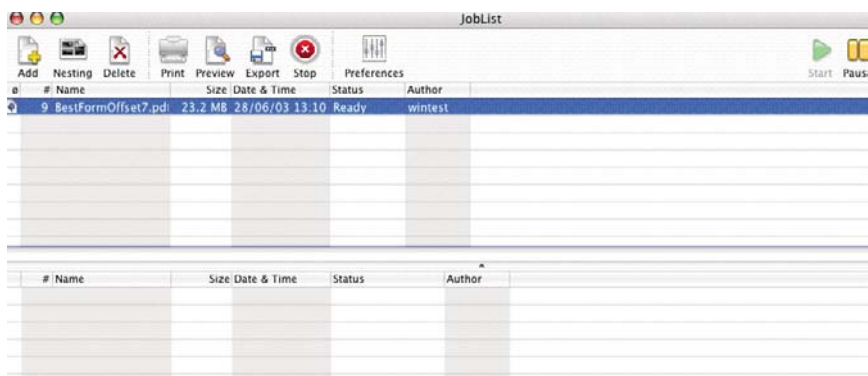 JobList
Add Nesting Delete Print Preview Export Stop Preferences Start
# Name Size Date & Time Status Author
9 BestFormOffset7.pd 23.2 MB 28/06/03 13:10 Ready wintest
# Name Size Date & Time Status Author